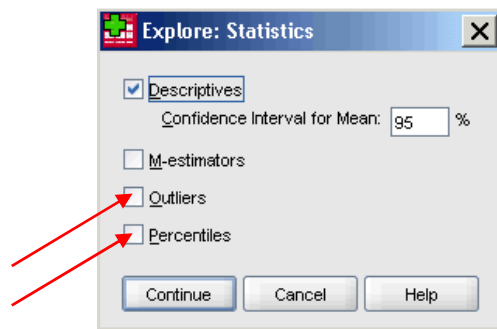 Explore: Statistics
Descriptives
Confidence Interval for Mean: 95 %
M-estimators
Outliers
Percentiles
Continue Cancel Help